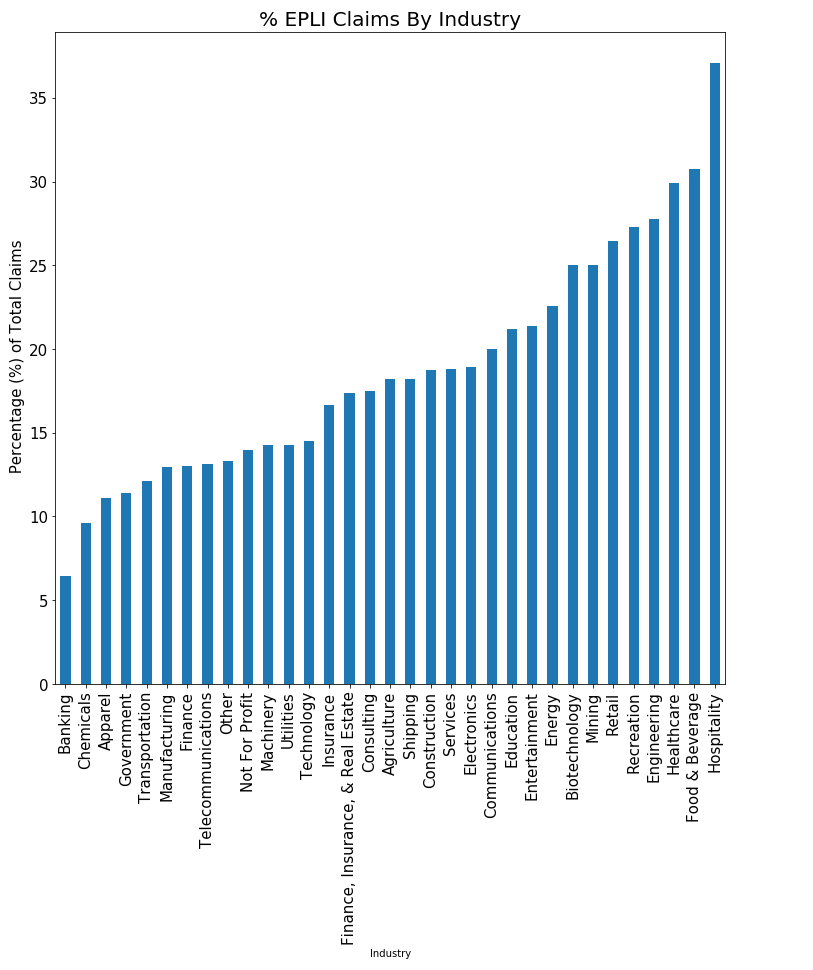 % EPLI Claims By Industry
Percentage (%) of Total Claims
35
30
25
20
15
10
5
0
Banking
Chemicals
Apparel
Government
Transportation
Manufacturing
Finance
Telecommunications
Other
Not For Profit
Machinery
Utilities
Technology
Insurance
Finance, Insurance, & Real Estate
Consulting
Agriculture
Shipping
Construction
Services
Electronics
Communications
Education
Entertainment
Energy
Biotechnology
Mining
Retail
Recreation
Engineering
Healthcare
Food & Beverage
Hospitality
Industry